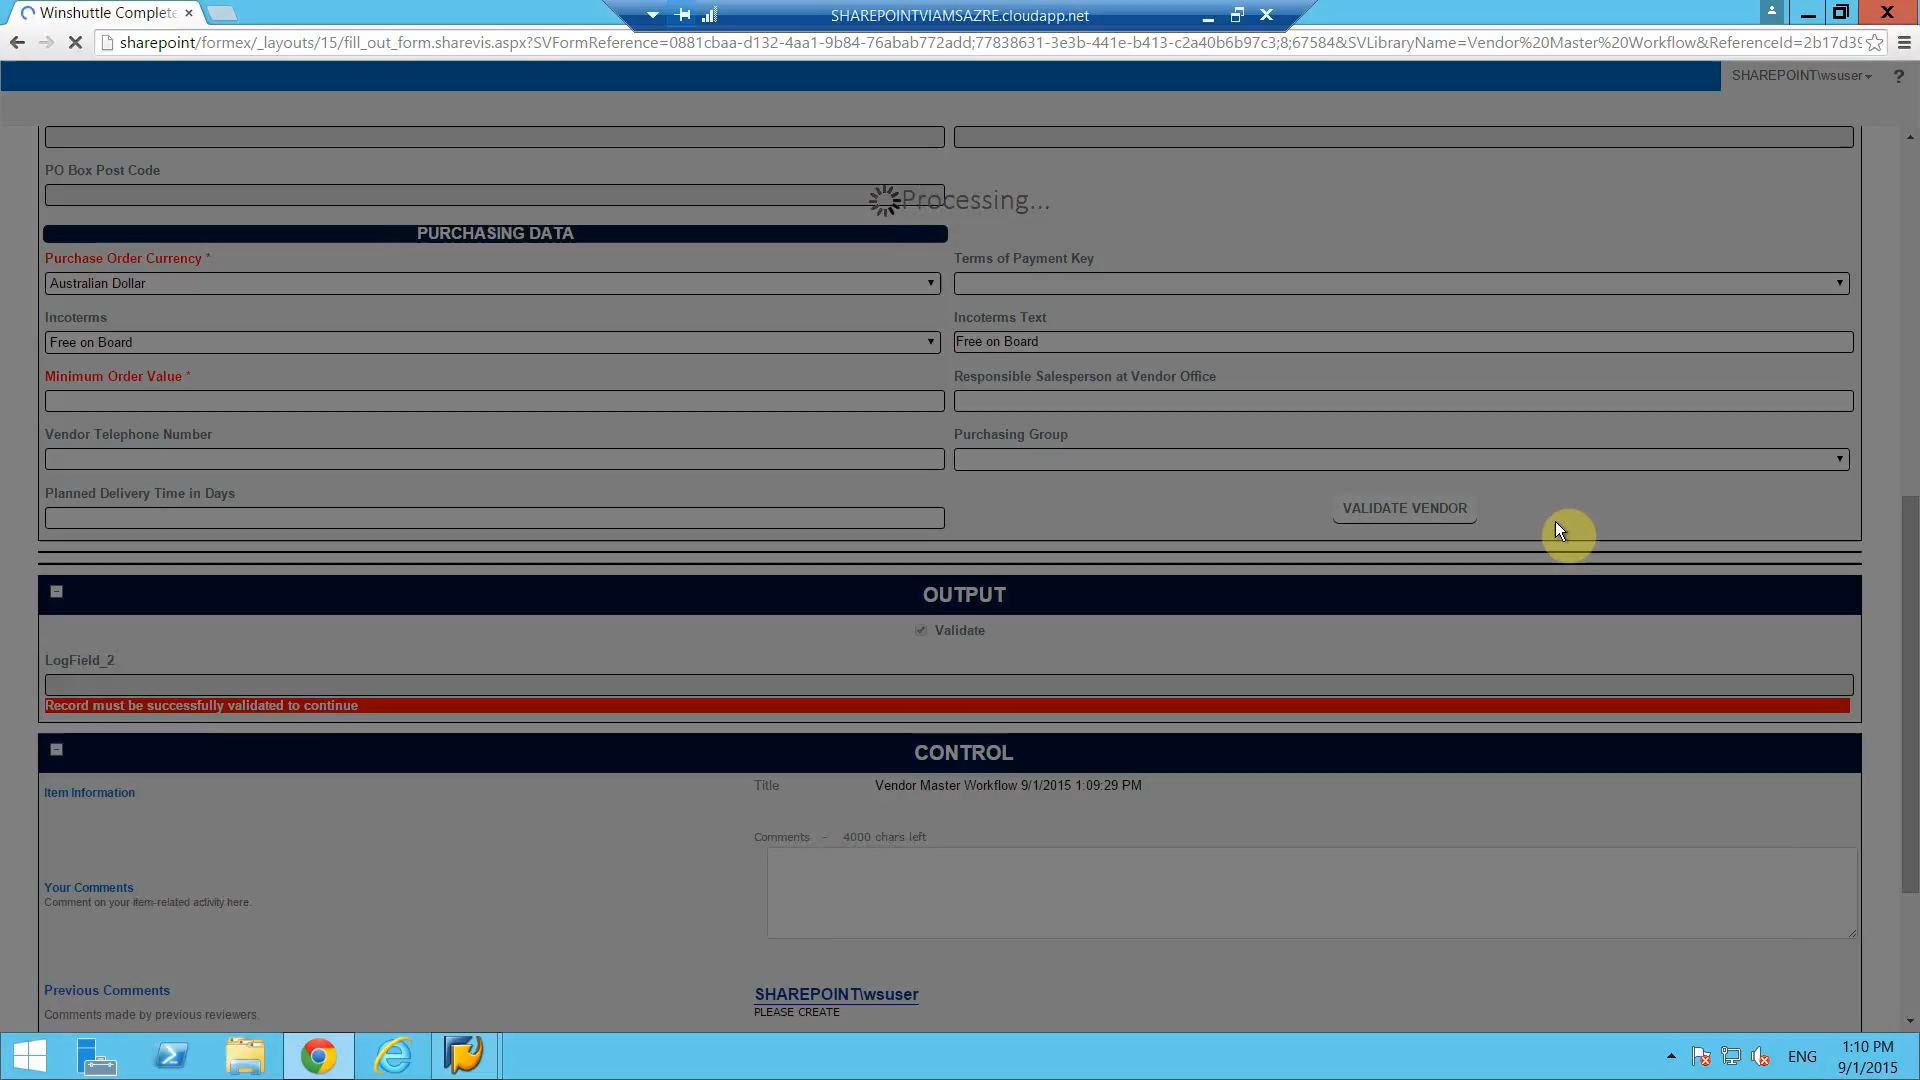 Winshuttle Complete
SHAREPOINTVIAMSAZRE.cloudapp.net
sharepoint/formex/_layouts/15/fill_out_form.sharevis.aspx?SVFormReference=0881cbaa-d132-4aa1-9b84-76abab772add;77838631-3e3b-441e-b413-c2a40b6b97c3;8;67584&SVLibraryName=Vendor%20Master%20Workflow&ReferenceId=2b17d39
SHAREPOINT\wsuser
?
PO Box Post Code
Processing...
PURCHASING DATA
Purchase Order Currency *
Terms of Payment Key
Australian Dollar
Incoterms
Incoterms Text
Free on Board
Free on Board
Minimum Order Value *
Responsible Salesperson at Vendor Office
Vendor Telephone Number
Purchasing Group
Planned Delivery Time in Days
VALIDATE VENDOR
OUTPUT
Validate
LogField_2
Record must be successfully validated to continue
CONTROL
Item Information
Title
Vendor Master Workflow 9/1/2015 1:09:29 PM
Comments – 4000 chars left
Your Comments
Comment on your item-related activity here.
Previous Comments
Comments made by previous reviewers.
SHAREPOINT\wsuser
PLEASE CREATE
ENG
1:10 PM
9/1/2015